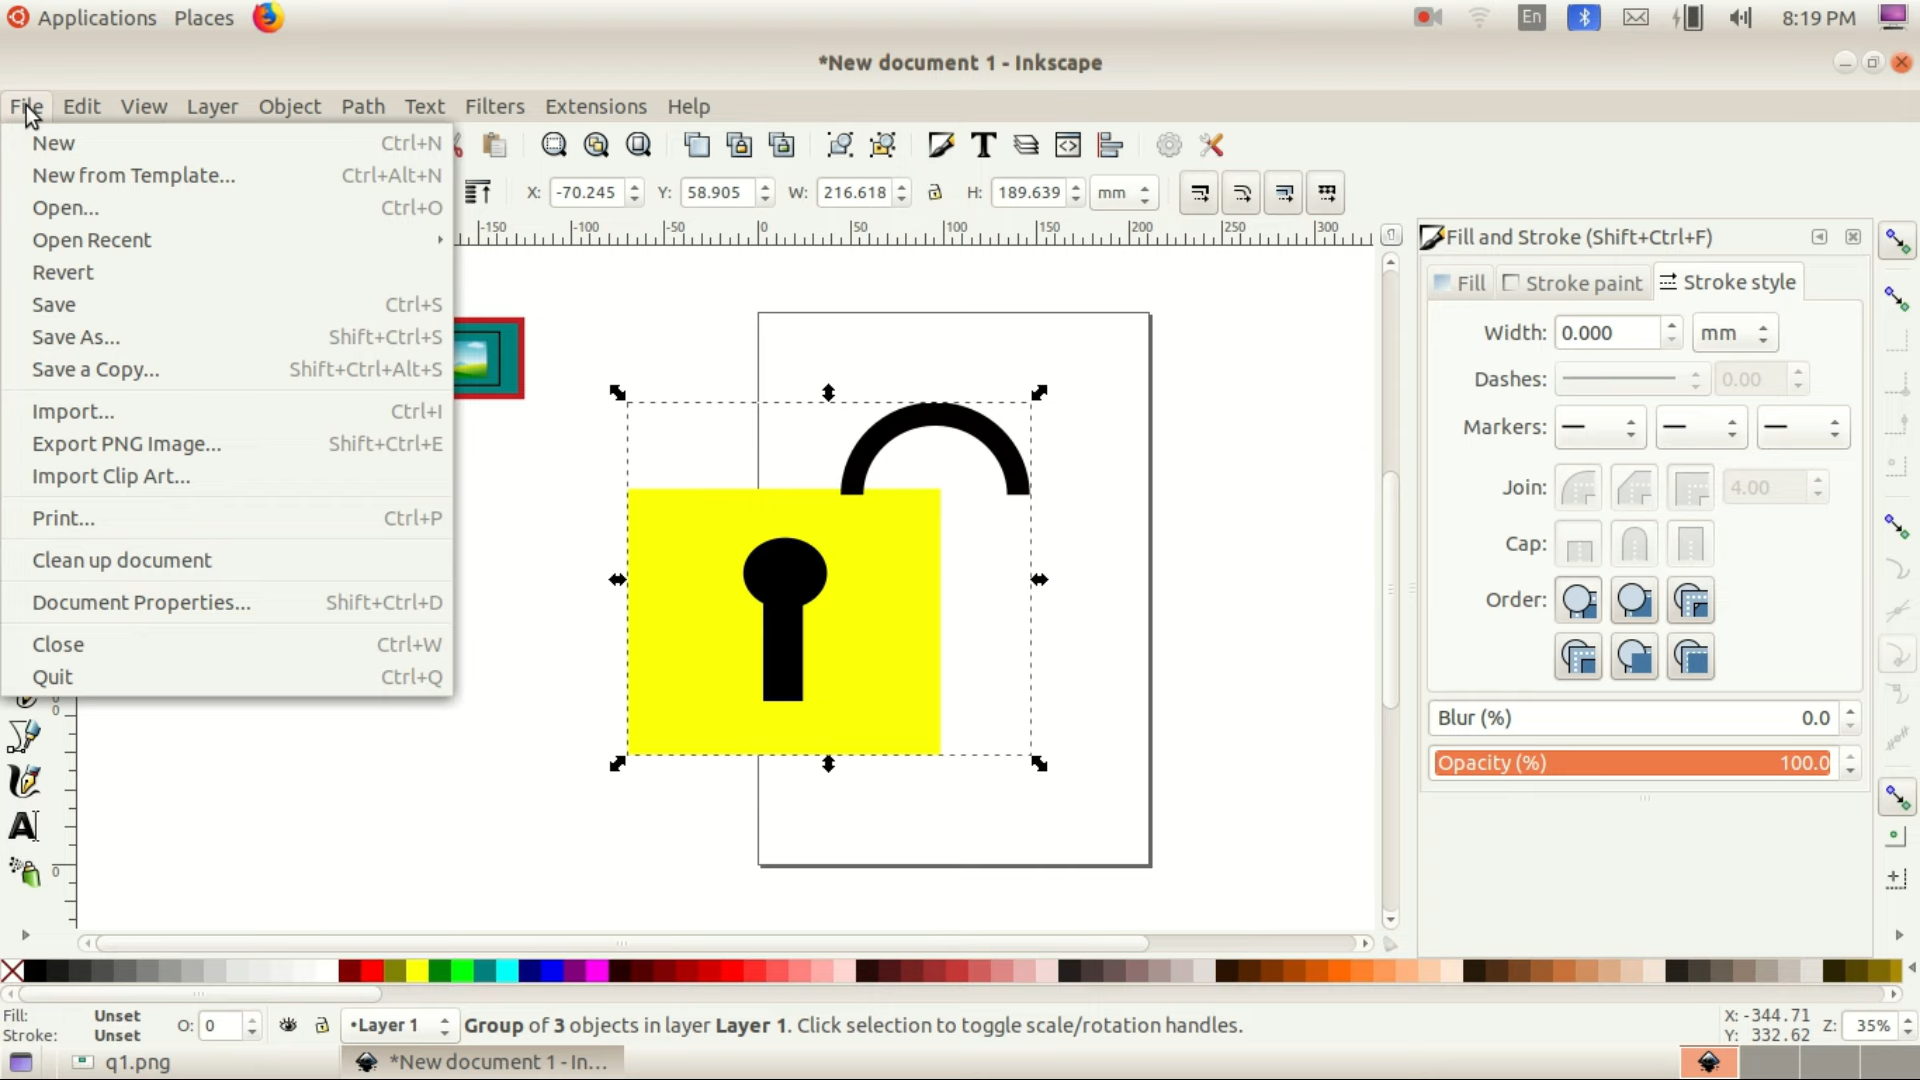 Applications Places
En 8:19 PM
*New document 1 - Inkscape
File Edit View Layer Object Path Text Filters Extensions Help
New Ctrl+N
New from Template... Ctrl+Alt+N
Open... Ctrl+O
Open Recent
Revert
Save Ctrl+S
Save As... Shift+Ctrl+S
Save a Copy... Shift+Ctrl+Alt+S
Import... Ctrl+I
Export PNG Image... Shift+Ctrl+E
Import Clip Art...
Print... Ctrl+P
Clean up document
Document Properties... Shift+Ctrl+D
Close Ctrl+W
Quit Ctrl+Q
X: -70.245 Y: 58.905 W: 216.618 H: 189.639 mm
-150 -100 -50 0 50 100 150 200 250 300
Fill and Stroke (Shift+Ctrl+F)
Fill Stroke paint Stroke style
Width: 0.000 mm
Dashes: 0.00
Markers:
Join: 4.00
Cap:
Order:
Blur (%) 0.0
Opacity (%) 100.0
Fill: Unset
Stroke: Unset
O: 0
•Layer 1
Group of 3 objects in layer Layer 1. Click selection to toggle scale/rotation handles.
X: -344.71
Y: 332.62
Z: 35%
q1.png
*New document 1 - In...